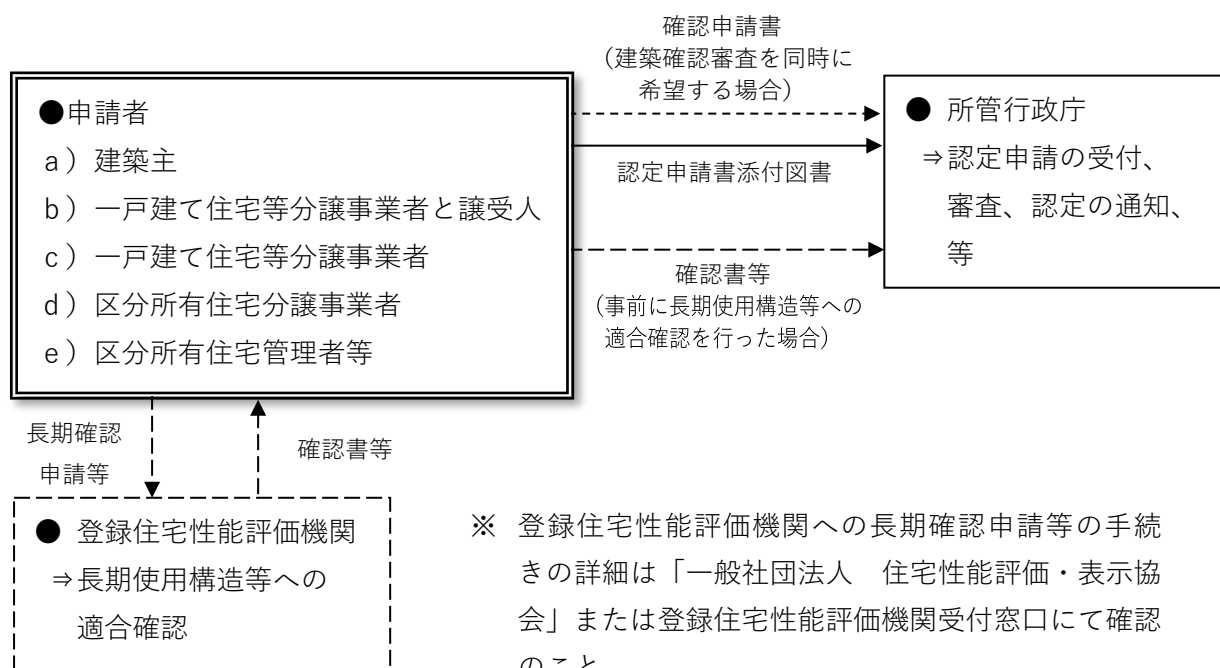 確認申請書
（建築確認審査を同時に
希望する場合）
●申請者
a）建築主
b）一戸建て住宅等分譲事業者と譲受人
c）一戸建て住宅等分譲事業者
d）区分所有住宅分譲事業者
e）区分所有住宅管理者等
認定申請書添付図書
確認書等
（事前に長期使用構造等への
適合確認を行った場合）
● 所管行政庁
⇒認定申請の受付、
審査、認定の通知、
等
長期確認
申請等
確認書等
● 登録住宅性能評価機関
⇒長期使用構造等への
適合確認
※ 登録住宅性能評価機関への長期確認申請等の手続
きの詳細は「一般社団法人　住宅性能評価・表示協
会」または登録住宅性能評価機関受付窓口にて確認
のこと